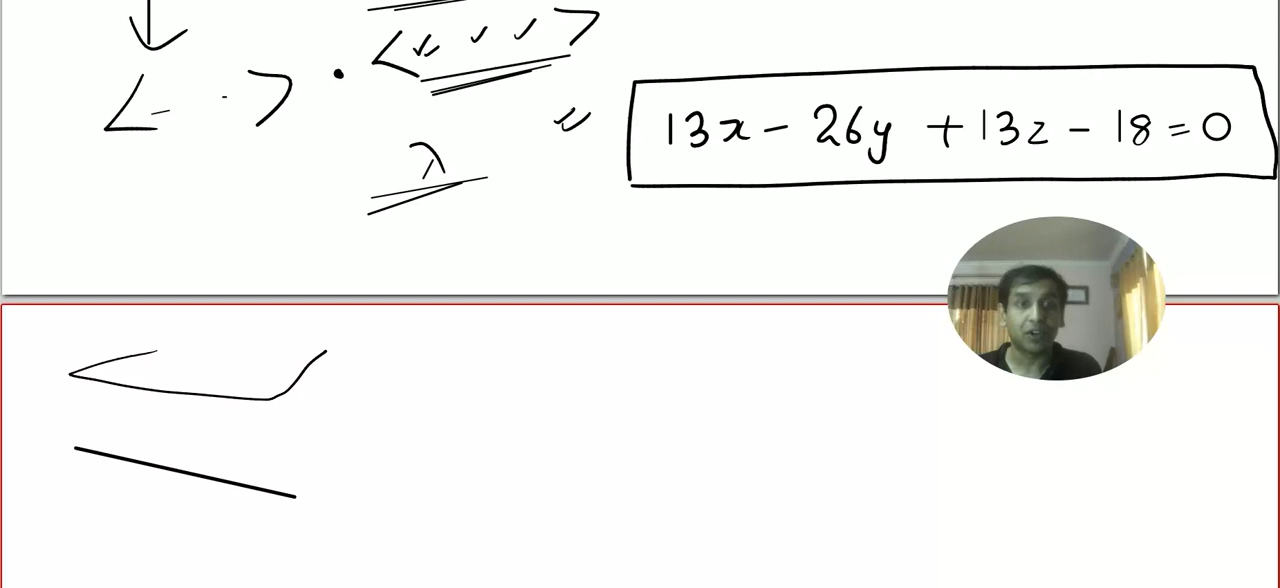 < - · > · < ✓ ✓ ✓ >
13x - 26y + 13z - 18 = 0
λ